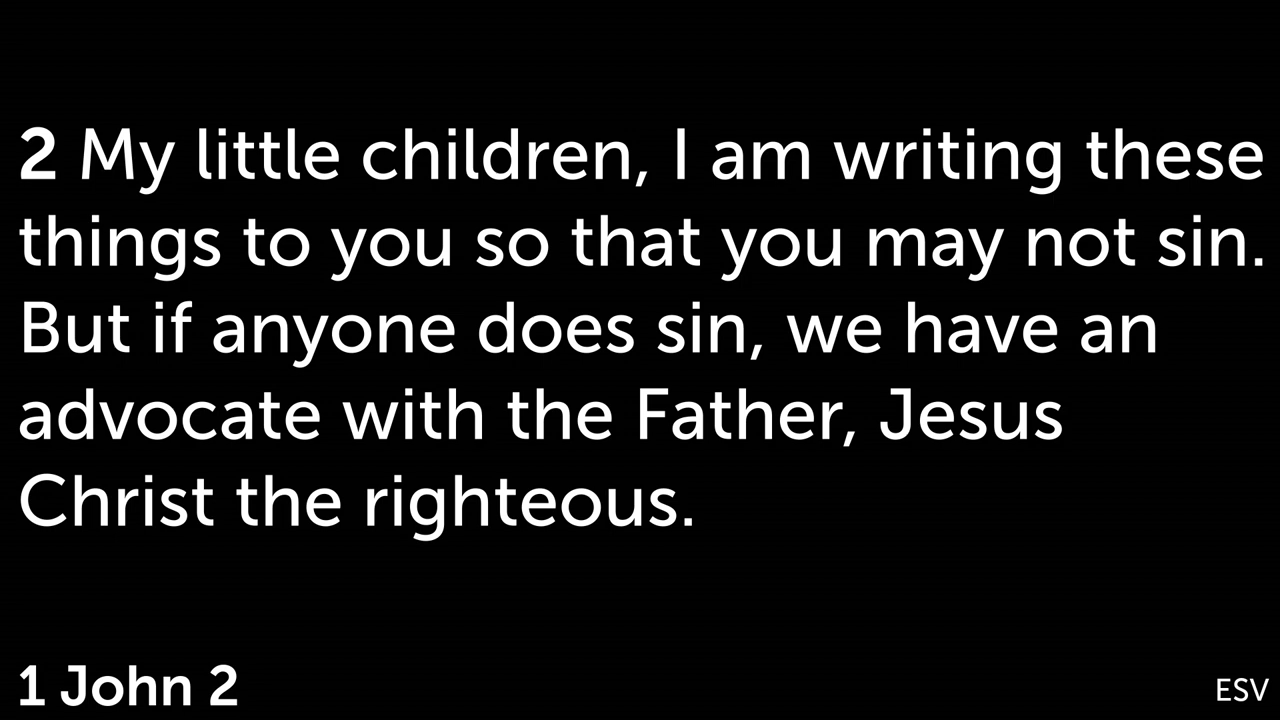 2 My little children, I am writing these
things to you so that you may not sin.
But if anyone does sin, we have an
advocate with the Father, Jesus
Christ the righteous.
1 John 2
ESV